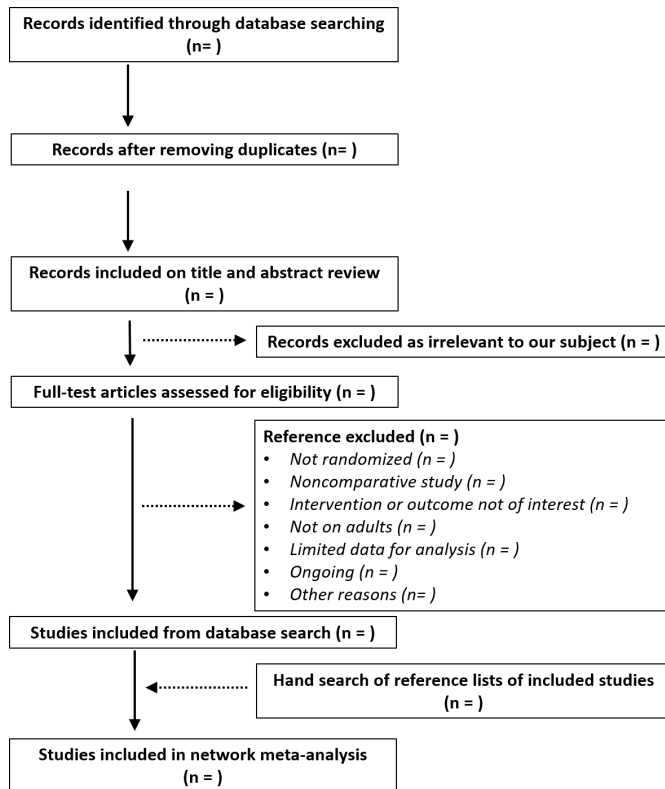 Records identified through database searching
(n= )
Records after removing duplicates (n= )
Records included on title and abstract review
(n = )
Records excluded as irrelevant to our subject (n = )
Full-test articles assessed for eligibility (n = )
Reference excluded (n = )
• Not randomized (n = )
• Noncomparative study (n = )
• Intervention or outcome not of interest (n = )
• Not on adults (n = )
• Limited data for analysis (n = )
• Ongoing (n = )
• Other reasons (n= )
Studies included from database search (n = )
Hand search of reference lists of included studies
(n = )
Studies included in network meta-analysis
(n = )